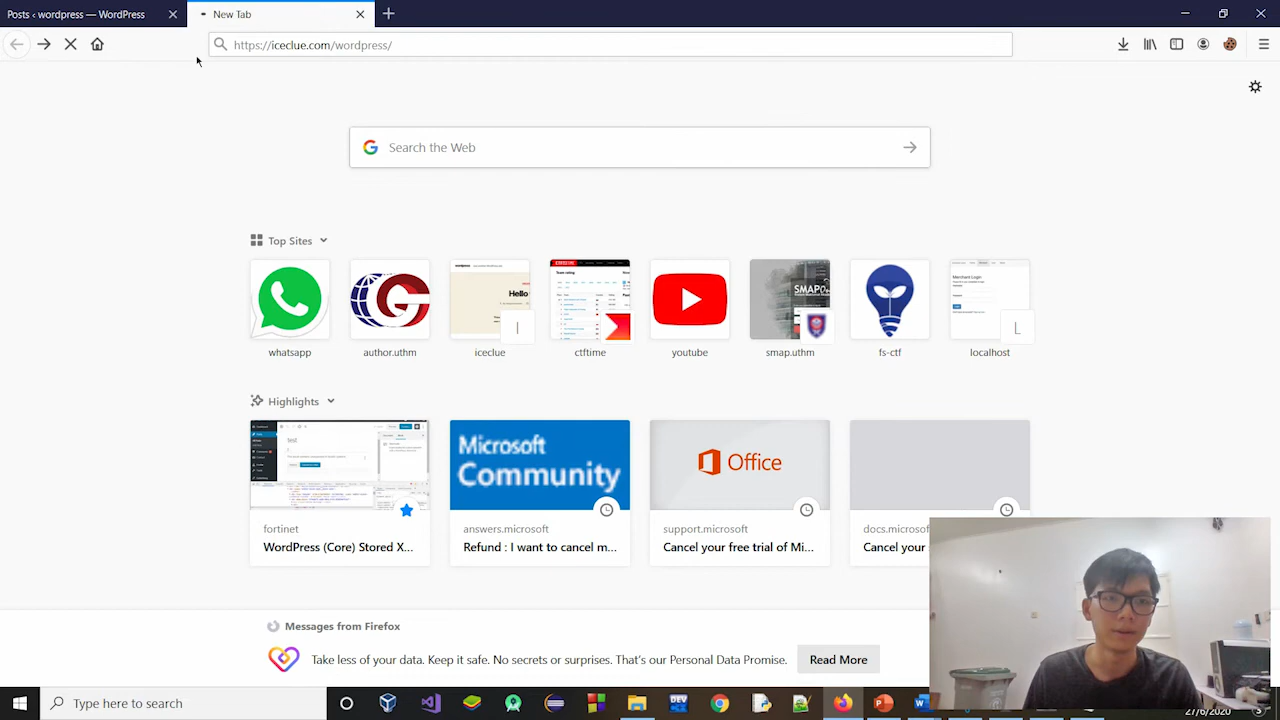 Posts ‹ wordpress — WordPress
New Tab
https://iceclue.com/wordpress/
Search the Web
Top Sites
whatsapp
author.uthm
iceclue
ctftime
youtube
smap.uthm
fs-ctf
L
localhost
Highlights
test
Microsoft
Community
Office
fortinet
WordPress (Core) Stored X...
answers.microsoft
Refund : I want to cancel m...
support.microsoft
Cancel your free trial of Mi...
docs.microsof
Cancel your
Messages from Firefox
Take less of your data. Keep it safe. No secrets or surprises. That's our Personal Data Promise.
Read More
Type here to search
27/6/2020